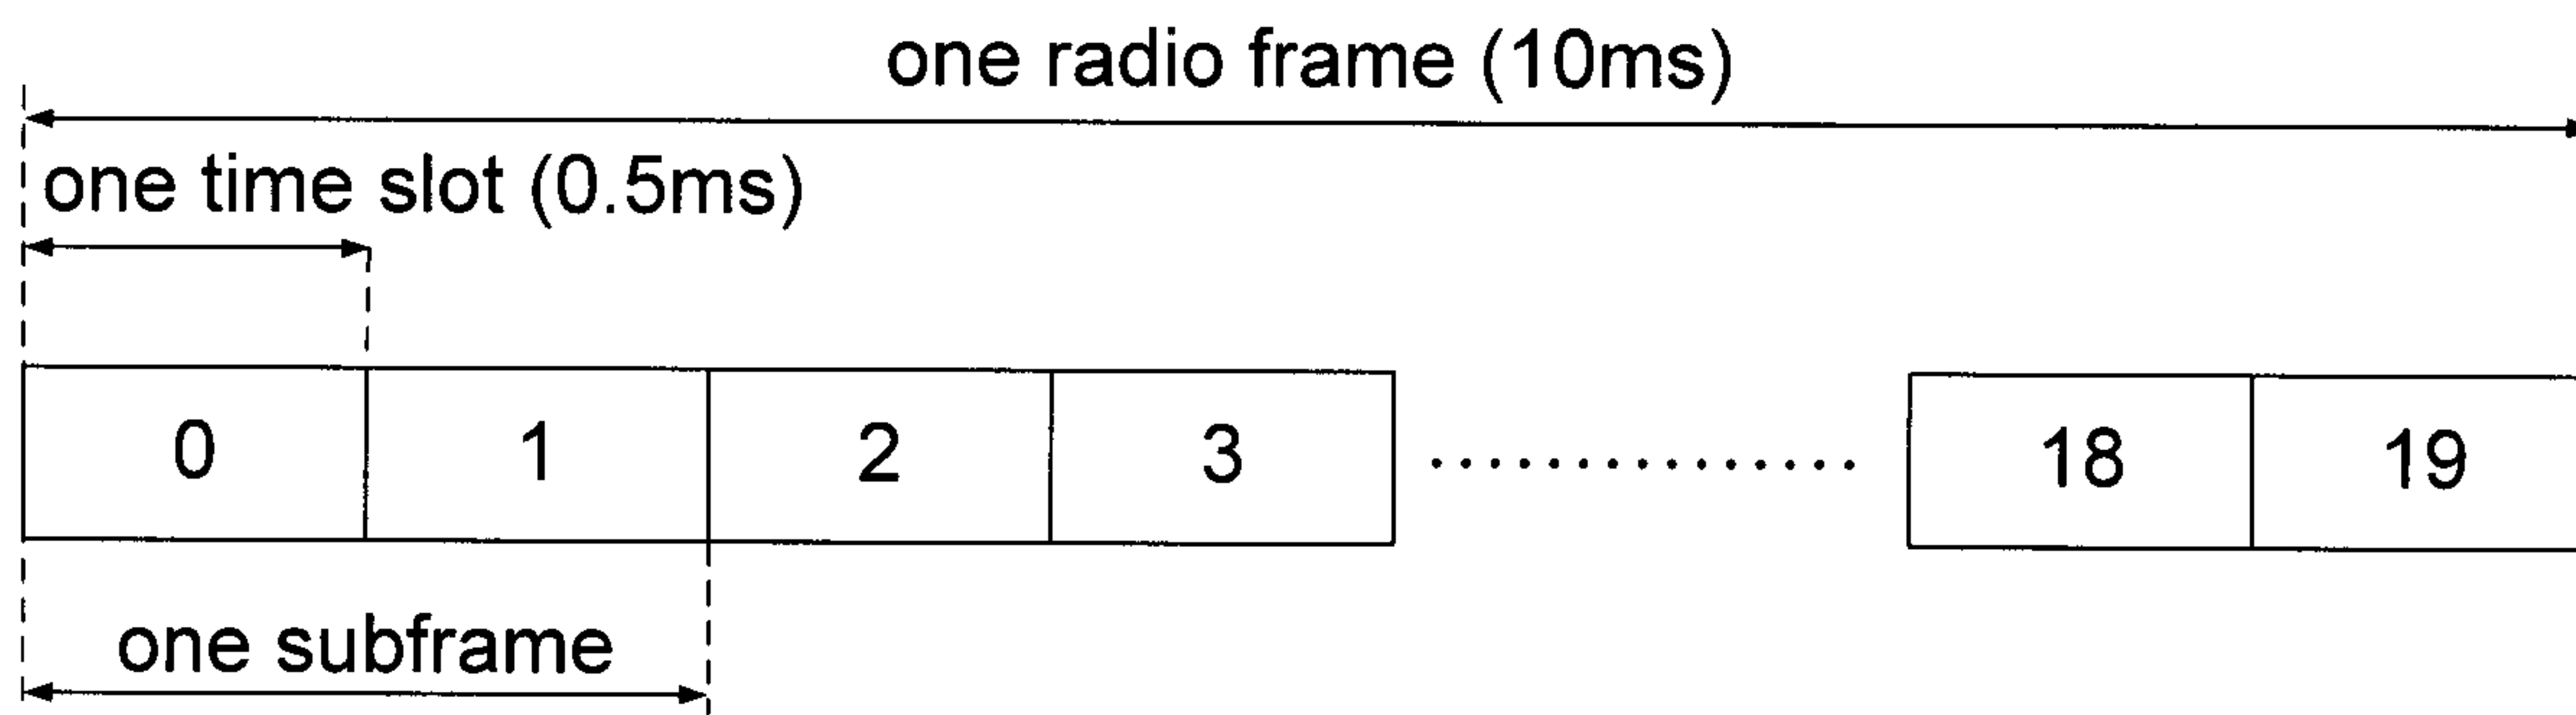 one radio frame (10ms)
one time slot (0.5ms)
0 1 2 3 ............... 18 19
one subframe